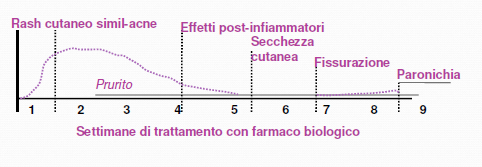 Rash cutaneo simil-acne
Effetti post-infiammatori
Secchezza
cutanea
Fissurazione
Paronichia
Prurito
1 2 3 4 5 6 7 8 9
Settimane di trattamento con farmaco biologico